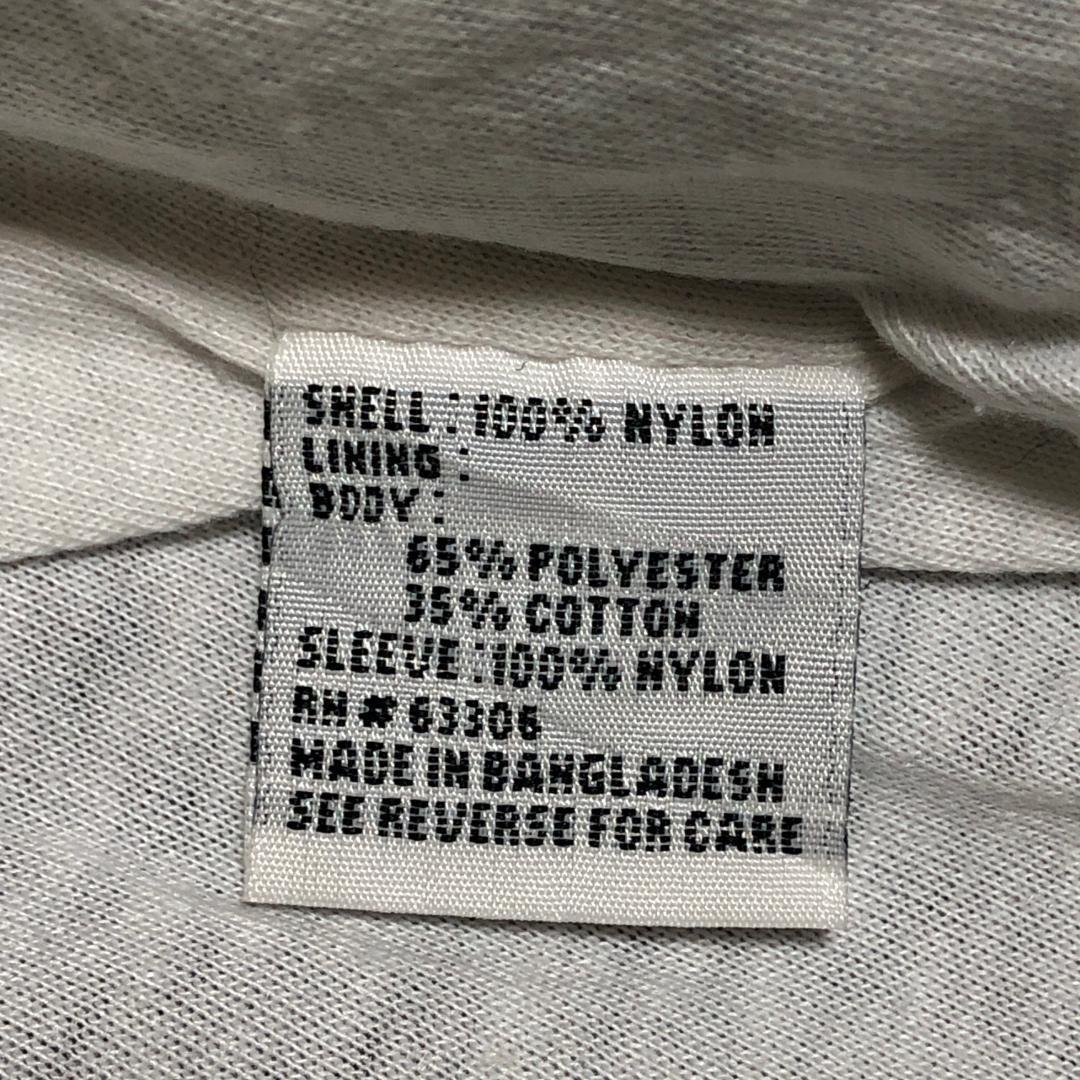 SHELL : 100% NYLON
LINING :
BODY :
65% POLYESTER
35% COTTON
SLEEVE : 100% NYLON
RN # 63306
MADE IN BANGLADESH
SEE REVERSE FOR CARE